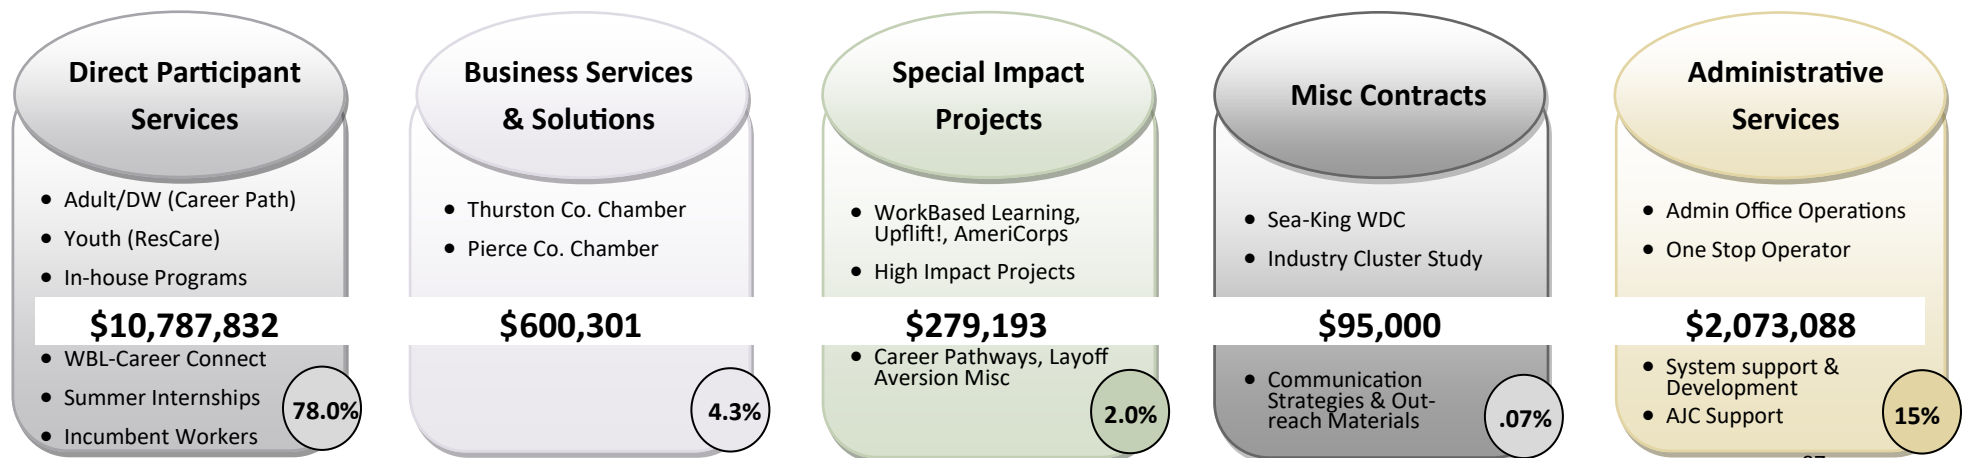 Direct Participant
Services
• Adult/DW (Career Path)
• Youth (ResCare)
• In-house Programs
$10,787,832
• WBL-Career Connect
• Summer Internships
• Incumbent Workers
78.0%
Business Services
& Solutions
• Thurston Co. Chamber
• Pierce Co. Chamber
$600,301
4.3%
Special Impact
Projects
• WorkBased Learning,
Upflift!, AmeriCorps
• High Impact Projects
$279,193
• Career Pathways, Layoff
Aversion Misc
2.0%
Misc Contracts
• Sea-King WDC
• Industry Cluster Study
$95,000
• Communication
Strategies & Out-
reach Materials
.07%
Administrative
Services
• Admin Office Operations
• One Stop Operator
$2,073,088
• System support &
Development
• AJC Support
15%